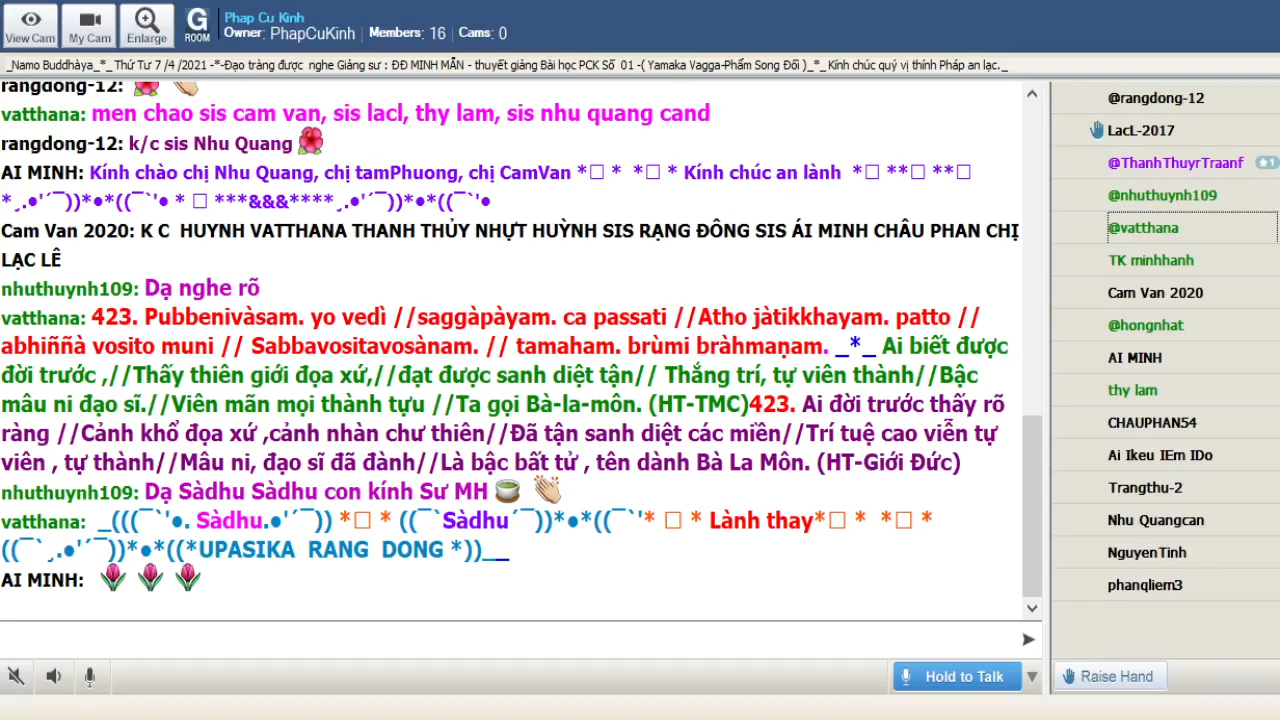 View Cam
My Cam
Enlarge
G
ROOM
Phap Cu Kinh
Owner: PhapCuKinh
Members: 16
Cams: 0
_Namo Buddhàya_*_ Thứ Tư 7 /4 /2021 -*-Đạo tràng được nghe Giảng sư : ĐĐ MINH MẪN - thuyết giảng Bài học PCK Số 01 -( Yamaka Vagga-Phẩm Song Đối )_*_ Kính chúc quý vị thính Pháp an lạc._
rangdong-12:
vatthana: men chao sis cam van, sis lacl, thy lam, sis nhu quang cand
rangdong-12: k/c sis Nhu Quang
AI MINH: Kính chào chị Nhu Quang, chị tamPhuong, chị CamVan *□ * *□ * Kính chúc an lành *□ **□ **□
*¸.●'´¯))*●*((¯`'● * □ ***&&&****¸.●'´¯))*●*((¯`'●
Cam Van 2020: K C HUYNH VATTHANA THANH THỦY NHỰT HUỲNH SIS RẠNG ĐÔNG SIS ÁI MINH CHÂU PHAN CHỊ
LẠC LÊ
nhuthuynh109: Dạ nghe rõ
vatthana: 423. Pubbenivàsam. yo vedì //saggàpàyam. ca passati //Atho jàtikkhayam. patto //
abhiññà vosito muni // Sabbavositavosànam. // tamaham. brùmi bràhmaṇam. _*_ Ai biết được
đời trước ,//Thấy thiên giới đọa xứ,//đạt được sanh diệt tận// Thắng trí, tự viên thành//Bậc
mâu ni đạo sĩ.//Viên mãn mọi thành tựu //Ta gọi Bà-la-môn. (HT-TMC)423. Ai đời trước thấy rõ
ràng //Cảnh khổ đọa xứ ,cảnh nhàn chư thiên//Đã tận sanh diệt các miền//Trí tuệ cao viễn tự
viên , tự thành//Mâu ni, đạo sĩ đã đành//Là bậc bất tử , tên dành Bà La Môn. (HT-Giới Đức)
nhuthuynh109: Dạ Sàdhu Sàdhu con kính Sư MH
vatthana: _(((¯`'●. Sàdhu.●'´¯)) *□ * ((¯`Sàdhu´¯))*●*((¯`'* □ * Lành thay*□ * *□ *
((¯`¸.●'´¯))*●*((*UPASIKA RANG DONG *))__
AI MINH:
@rangdong-12
LacL-2017
@ThanhThuyrTraanf
★1
@nhuthuynh109
@vatthana
TK minhhanh
Cam Van 2020
@hongnhat
AI MINH
thy lam
CHAUPHAN54
Ai Ikeu IEm IDo
Trangthu-2
Nhu Quangcan
NguyenTinh
phanqliem3
Hold to Talk
Raise Hand